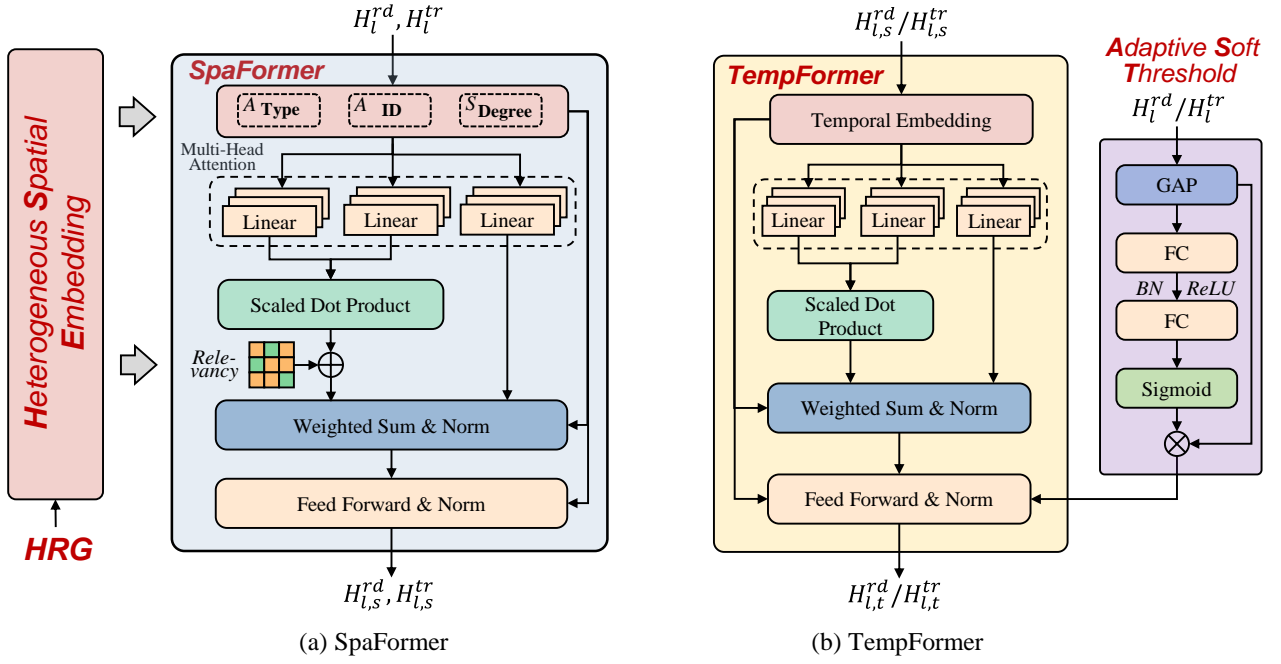 Heterogeneous Spatial
Embedding
HRG
H_l^{rd}, H_l^{tr}
SpaFormer
A Type
A ID
S Degree
Multi-Head
Attention
Linear
Linear
Linear
Scaled Dot Product
Rele-
vancy
Weighted Sum & Norm
Feed Forward & Norm
H_{l,s}^{rd}, H_{l,s}^{tr}
(a) SpaFormer
H_{l,s}^{rd}/H_{l,s}^{tr}
TempFormer
Temporal Embedding
Linear
Linear
Linear
Scaled Dot
Product
Weighted Sum & Norm
Feed Forward & Norm
H_{l,t}^{rd}/H_{l,t}^{tr}
(b) TempFormer
Adaptive Soft
Threshold
H_l^{rd}/H_l^{tr}
GAP
FC
BN ReLU
FC
Sigmoid